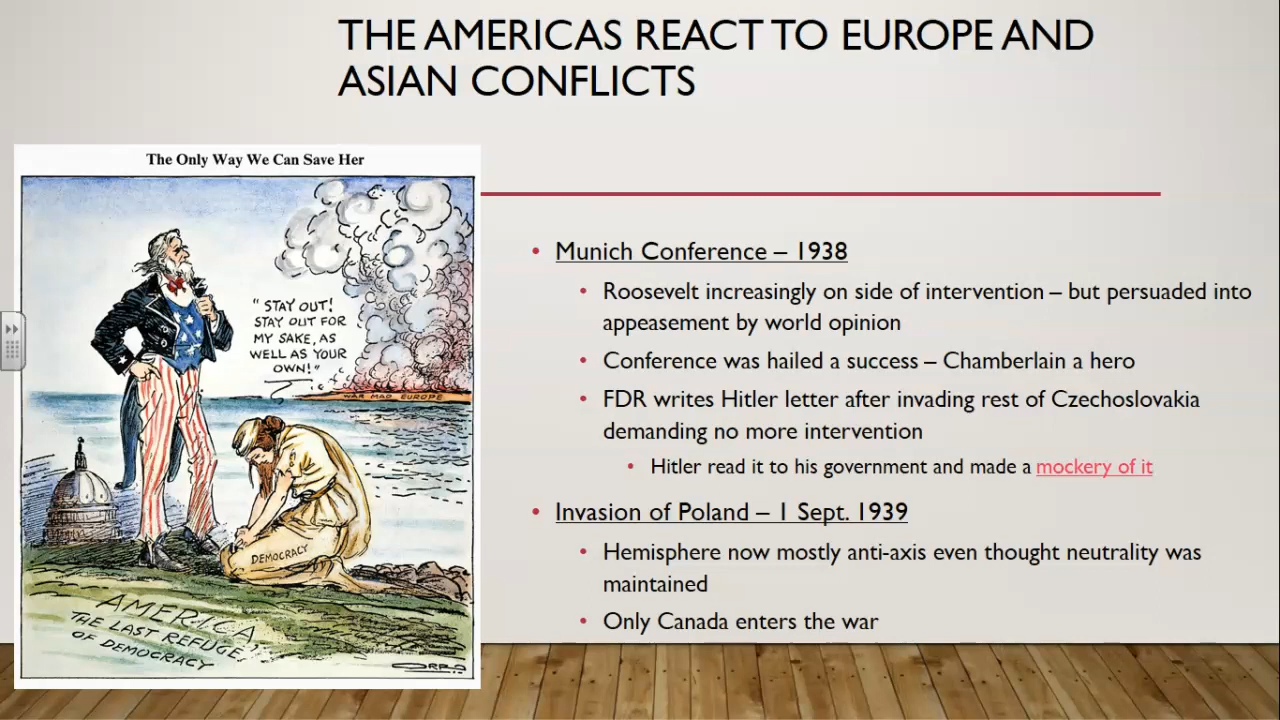 THE AMERICAS REACT TO EUROPE AND
ASIAN CONFLICTS
The Only Way We Can Save Her
"STAY OUT!
STAY OUT FOR
MY SAKE, AS
WELL AS YOUR
OWN!"
WAR MAD EUROPE
DEMOCRACY
AMERICA
THE LAST REFUGE
OF DEMOCRACY
ORR
• Munich Conference – 1938
• Roosevelt increasingly on side of intervention – but persuaded into
appeasement by world opinion
• Conference was hailed a success – Chamberlain a hero
• FDR writes Hitler letter after invading rest of Czechoslovakia
demanding no more intervention
• Hitler read it to his government and made a mockery of it
• Invasion of Poland – 1 Sept. 1939
• Hemisphere now mostly anti-axis even thought neutrality was
maintained
• Only Canada enters the war